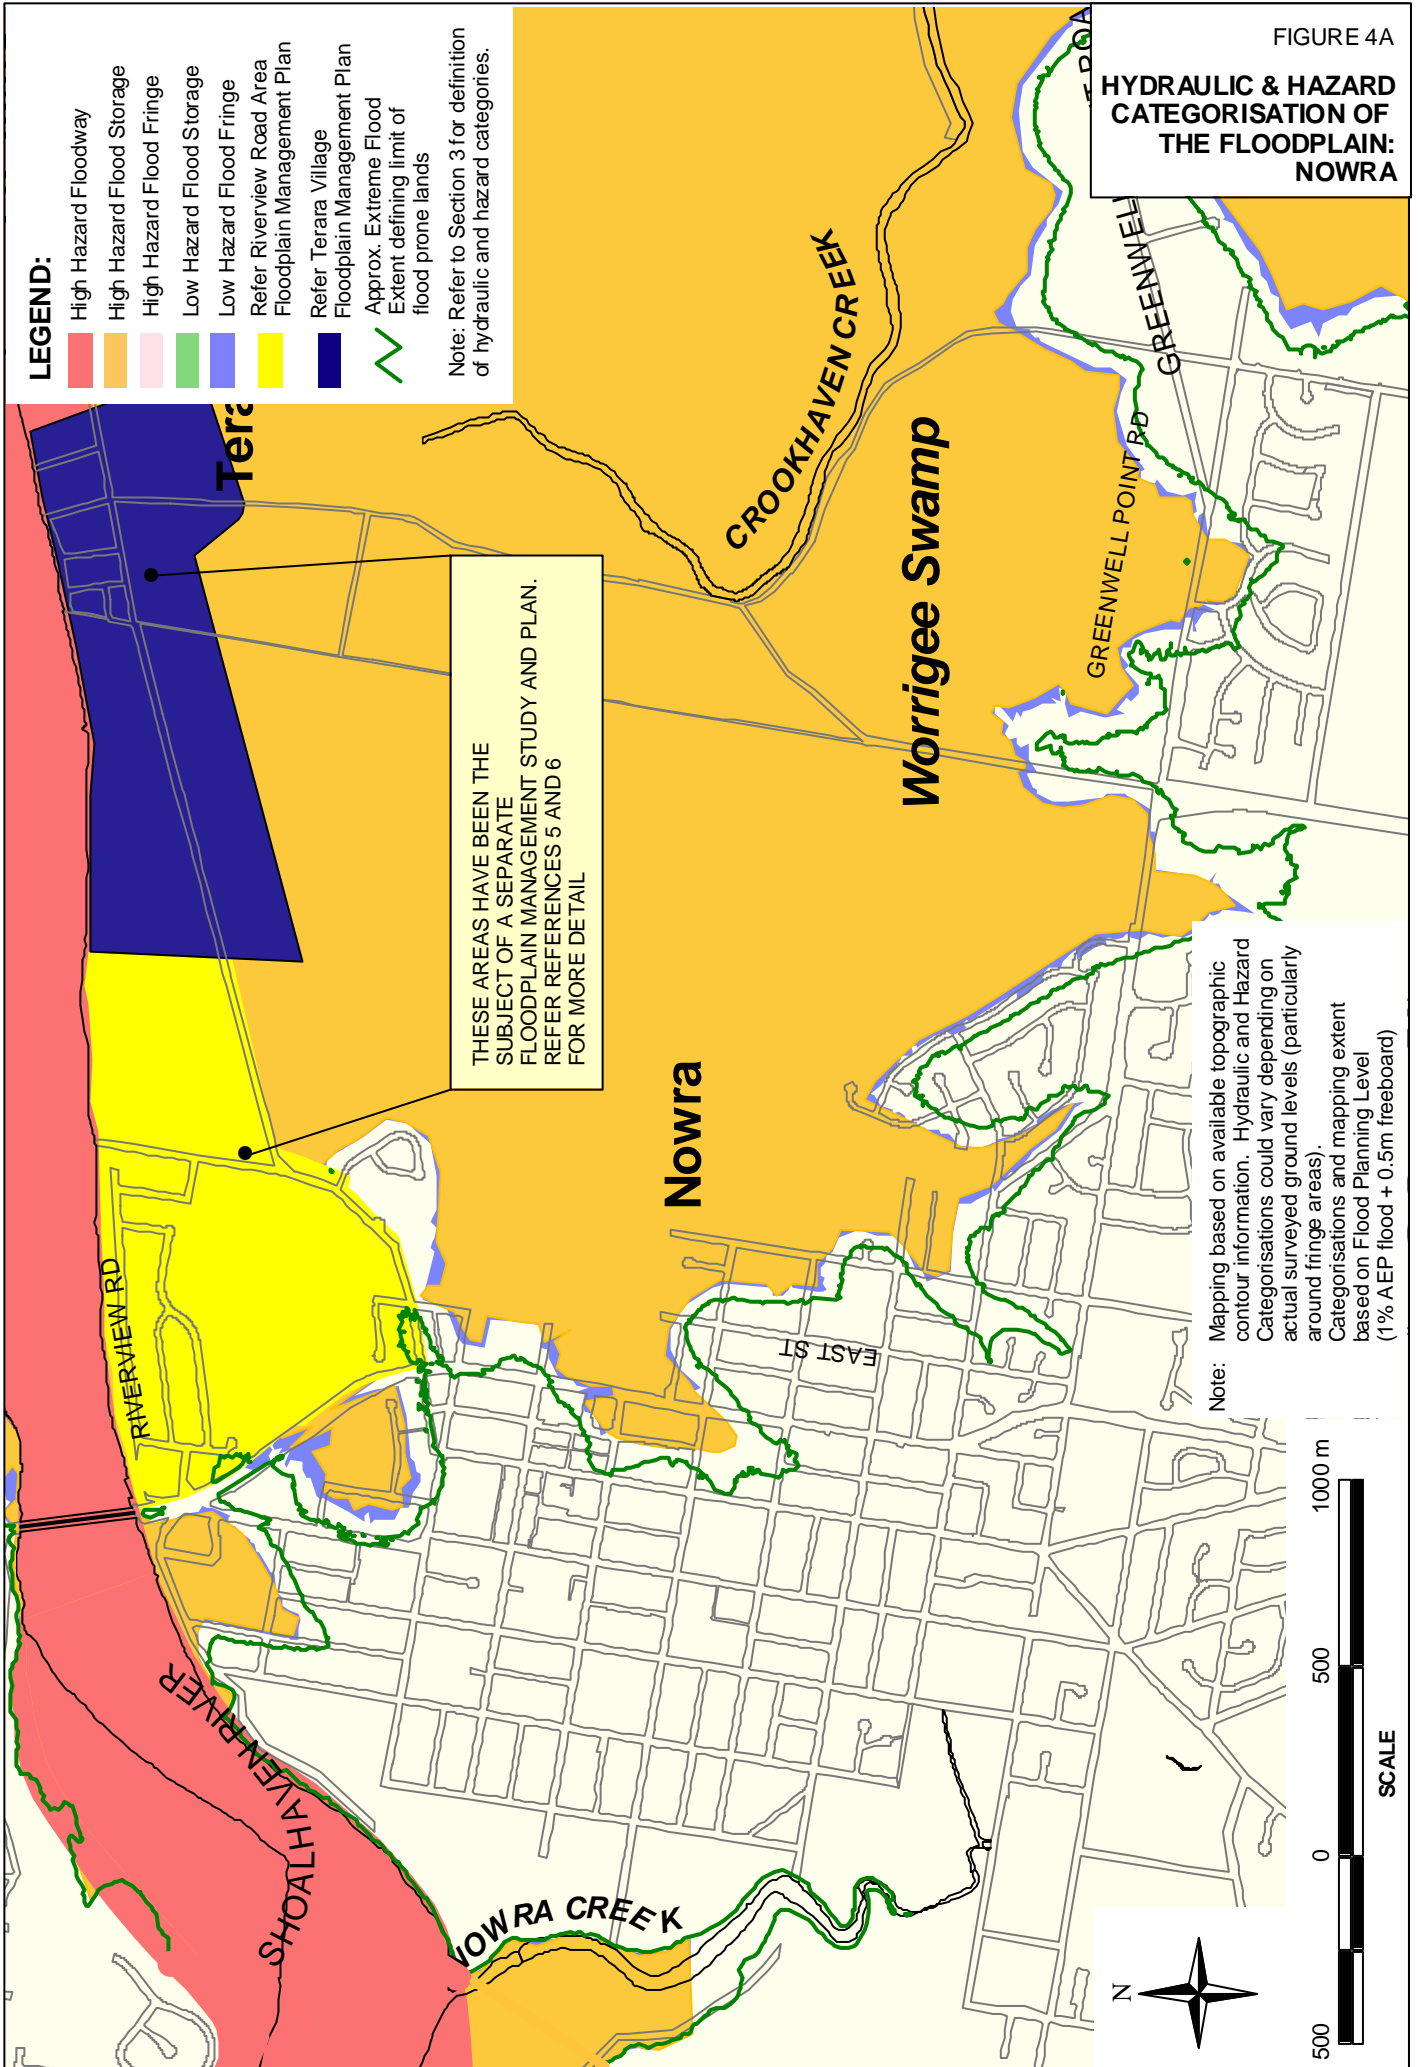 FIGURE 4A
HYDRAULIC & HAZARD
CATEGORISATION OF
THE FLOODPLAIN:
NOWRA
LEGEND:
High Hazard Floodway
High Hazard Flood Storage
High Hazard Flood Fringe
Low Hazard Flood Storage
Low Hazard Flood Fringe
Refer Riverview Road Area
Floodplain Management Plan
Refer Terara Village
Floodplain Management Plan
Approx. Extreme Flood
Extent defining limit of
flood prone lands
Note: Refer to Section 3 for definition
of hydraulic and hazard categories.
Tera
CROOKHAVEN CREEK
Worrigee Swamp
GREENWELL POINT RD
GREENWELL
T ROA
THESE AREAS HAVE BEEN THE
SUBJECT OF A SEPARATE
FLOODPLAIN MANAGEMENT STUDY AND PLAN.
REFER REFERENCES 5 AND 6
FOR MORE DETAIL
Nowra
RIVERVIEW RD
EAST ST
SHOALHAVEN RIVER
NOWRA CREEK
Note: Mapping based on available topographic
contour information. Hydraulic and Hazard
Categorisations could vary depending on
actual surveyed ground levels (particularly
around fringe areas).
Categorisations and mapping extent
based on Flood Planning Level
(1% AEP flood + 0.5m freeboard)
N
500 0 500 1000 m
SCALE